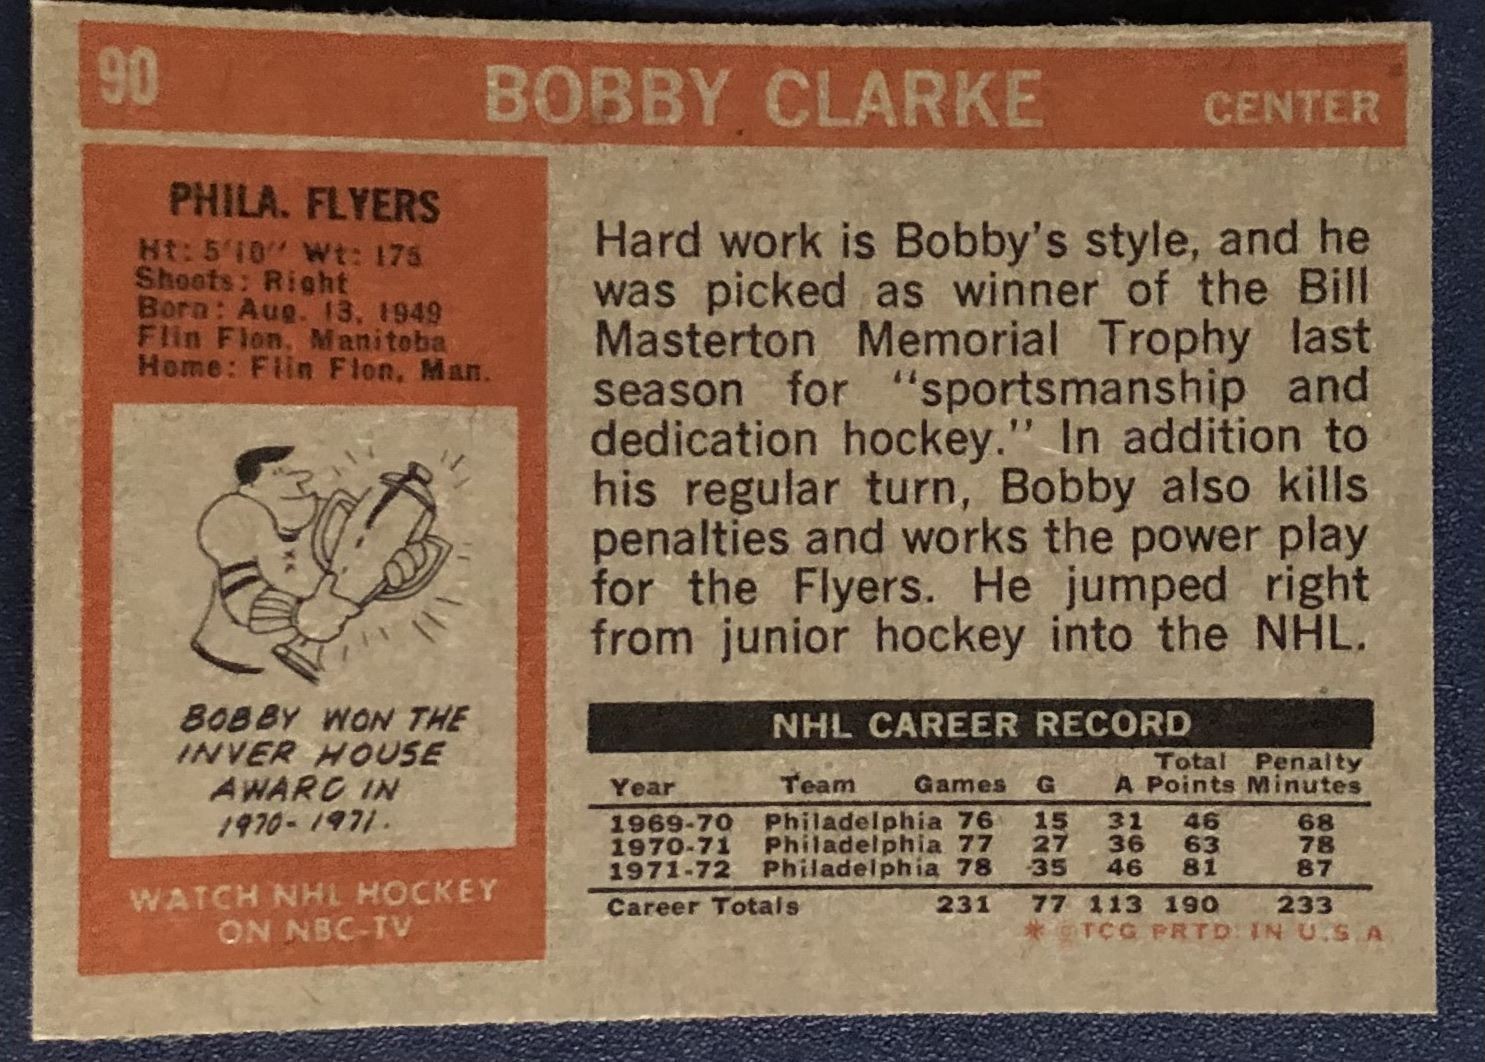 90 BOBBY CLARKE CENTER
PHILA. FLYERS
Ht: 5'10" Wt: 175
Shoots: Right
Born: Aug. 13, 1949
Flin Flon, Manitoba
Home: Flin Flon, Man.
BOBBY WON THE
INVER HOUSE
AWARD IN
1970-1971.
WATCH NHL HOCKEY
ON NBC-TV
Hard work is Bobby's style, and he
was picked as winner of the Bill
Masterton Memorial Trophy last
season for "sportsmanship and
dedication hockey." In addition to
his regular turn, Bobby also kills
penalties and works the power play
for the Flyers. He jumped right
from junior hockey into the NHL.
NHL CAREER RECORD
Total Penalty
Year Team Games G A Points Minutes
1969-70 Philadelphia 76 15 31 46 68
1970-71 Philadelphia 77 27 36 63 78
1971-72 Philadelphia 78 35 46 81 87
Career Totals 231 77 113 190 233
* ©TCG PRTD. IN U.S.A